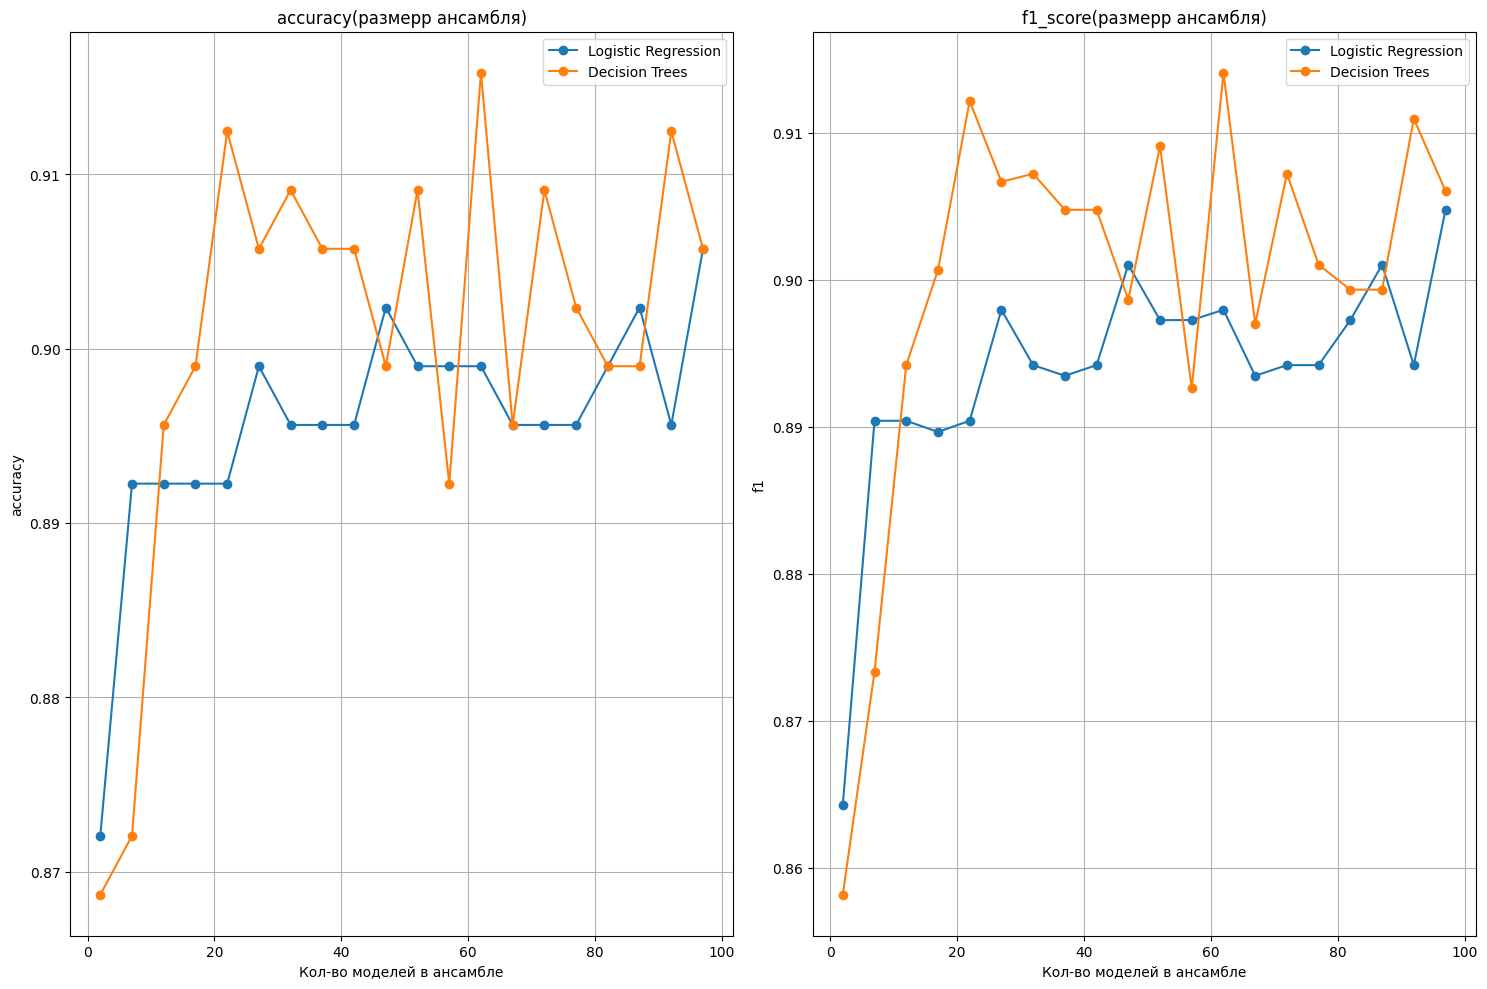 accuracy(размерр ансамбля)
Logistic Regression
Decision Trees
accuracy
0.91
0.90
0.89
0.88
0.87
0 20 40 60 80 100
Кол-во моделей в ансамбле
f1_score(размерр ансамбля)
Logistic Regression
Decision Trees
f1
0.91
0.90
0.89
0.88
0.87
0.86
0 20 40 60 80 100
Кол-во моделей в ансамбле